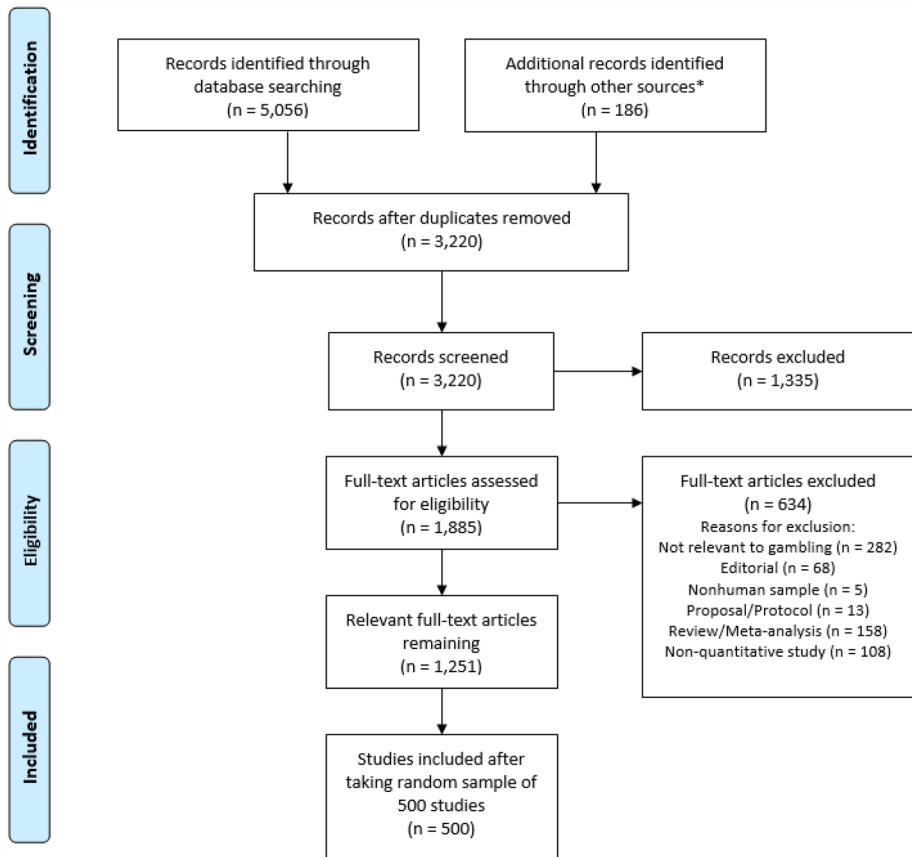 Identification
Records identified through
database searching
(n = 5,056)
Additional records identified
through other sources*
(n = 186)
Records after duplicates removed
(n = 3,220)
Screening
Records screened
(n = 3,220)
Records excluded
(n = 1,335)
Eligibility
Full-text articles assessed
for eligibility
(n = 1,885)
Full-text articles excluded
(n = 634)
Reasons for exclusion:
Not relevant to gambling (n = 282)
Editorial (n = 68)
Nonhuman sample (n = 5)
Proposal/Protocol (n = 13)
Review/Meta-analysis (n = 158)
Non-quantitative study (n = 108)
Relevant full-text articles
remaining
(n = 1,251)
Included
Studies included after
taking random sample of
500 studies
(n = 500)